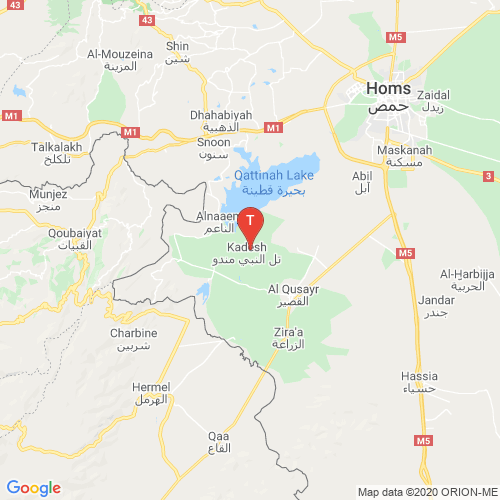 43
43
Al-Mouzeina
المزينة
Shin
شين
M5
Homs
حمص
Zaidal
زيدل
M1
M1
Dhahabiyah
الذهبية
M1
Snoon
سنون
Talkalakh
تلكلخ
Maskanah
مسكنة
3
Qattinah Lake
بحيرة قطينة
Abil
آبل
Munjez
منجز
Alnaaem
الناعم
T
Qoubaiyat
القبيات
Kadesh
تل النبي مندو
M5
Al-Harbijja
الحربية
Al Qusayr
القصير
Jandar
جندر
Charbine
شربين
Zira'a
الزراعة
Hassia
حسياء
Hermel
الهرمل
Qaa
القاع
M5
Google
Map data ©2020 ORION-ME